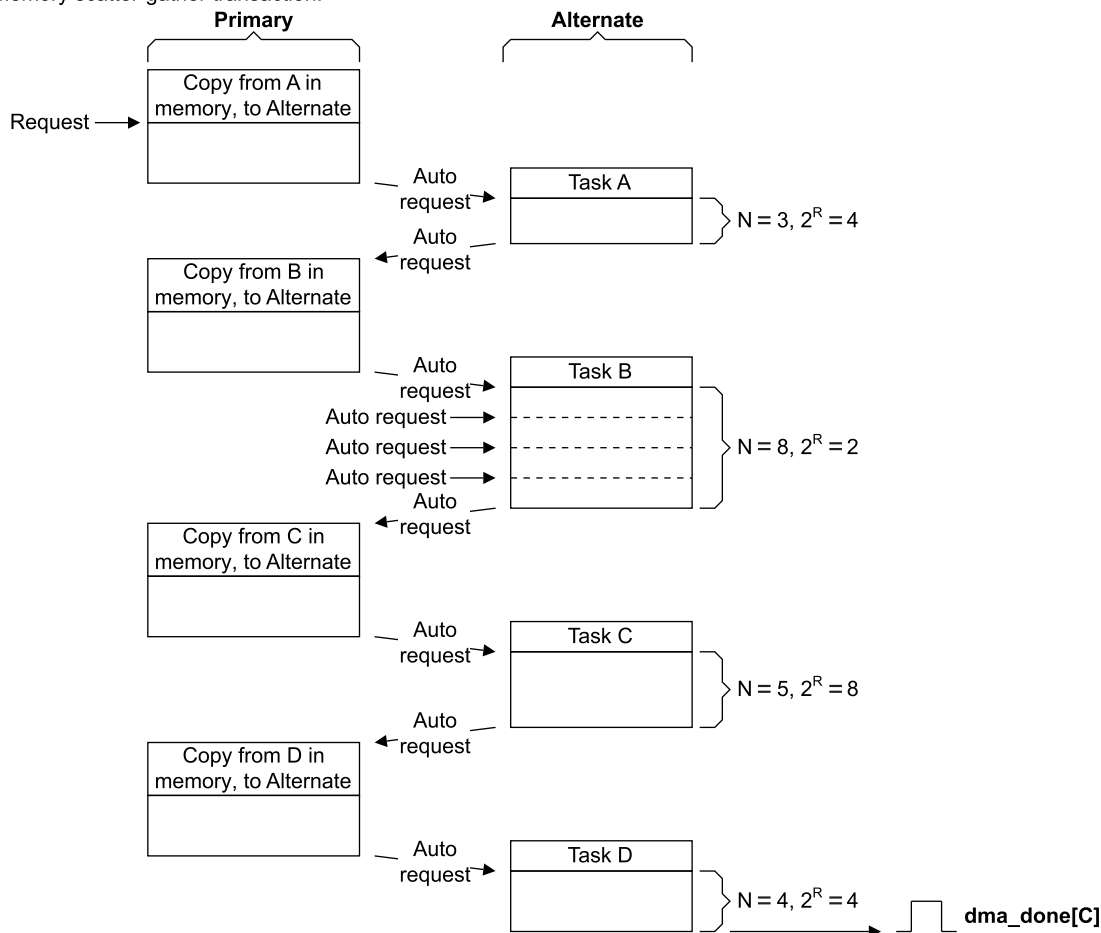 memory scatter-gather transaction.
Primary
Alternate
Copy from A in
memory, to Alternate
Request
Auto
request
Task A
N = 3, 2^R = 4
Auto
request
Copy from B in
memory, to Alternate
Auto
request
Task B
Auto request
Auto request
Auto request
N = 8, 2^R = 2
Auto
request
Copy from C in
memory, to Alternate
Auto
request
Task C
N = 5, 2^R = 8
Auto
request
Copy from D in
memory, to Alternate
Auto
request
Task D
N = 4, 2^R = 4
dma_done[C]